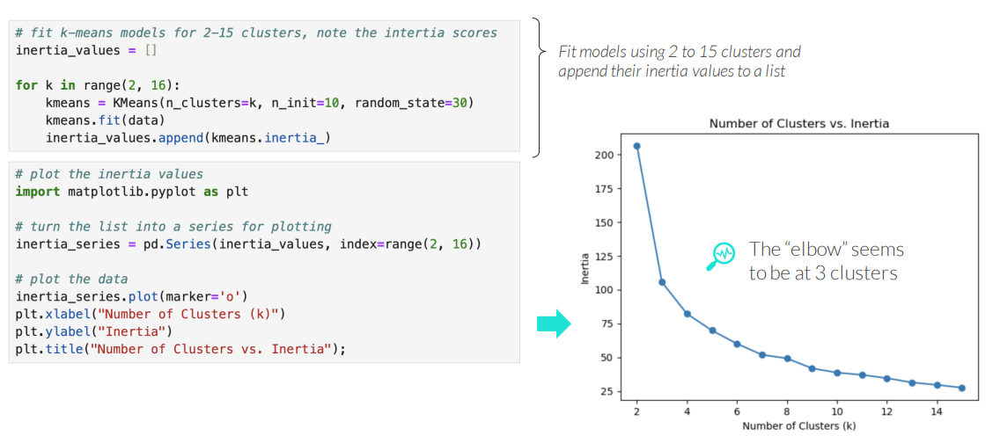 # fit k-means models for 2-15 clusters, note the intertia scores
inertia_values = []
for k in range(2, 16):
    kmeans = KMeans(n_clusters=k, n_init=10, random_state=30)
    kmeans.fit(data)
    inertia_values.append(kmeans.inertia_)
Fit models using 2 to 15 clusters and
append their inertia values to a list
# plot the inertia values
import matplotlib.pyplot as plt
# turn the list into a series for plotting
inertia_series = pd.Series(inertia_values, index=range(2, 16))
# plot the data
inertia_series.plot(marker='o')
plt.xlabel("Number of Clusters (k)")
plt.ylabel("Inertia")
plt.title("Number of Clusters vs. Inertia");
Number of Clusters vs. Inertia
200
175
150
125
100
75
50
25
Inertia
The “elbow” seems
to be at 3 clusters
2 4 6 8 10 12 14
Number of Clusters (k)